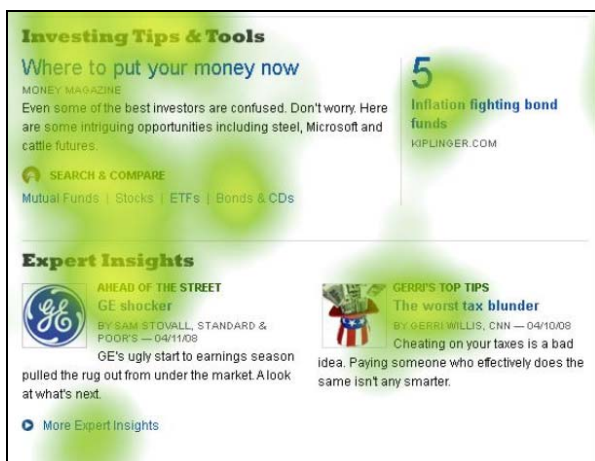 Investing Tips & Tools
Where to put your money now
MONEY MAGAZINE
Even some of the best investors are confused. Don't worry. Here
are some intriguing opportunities including steel, Microsoft and
cattle futures.
SEARCH & COMPARE
Mutual Funds | Stocks | ETFs | Bonds & CDs
5
Inflation fighting bond
funds
KIPLINGER.COM
Expert Insights
GE
AHEAD OF THE STREET
GE shocker
BY SAM STOVALL, STANDARD &
POOR'S — 04/11/08
GE's ugly start to earnings season
pulled the rug out from under the market. A look
at what's next.
GERRI'S TOP TIPS
The worst tax blunder
BY GERRI WILLIS, CNN — 04/10/08
Cheating on your taxes is a bad
idea. Paying someone who effectively does the
same isn't any smarter.
More Expert Insights